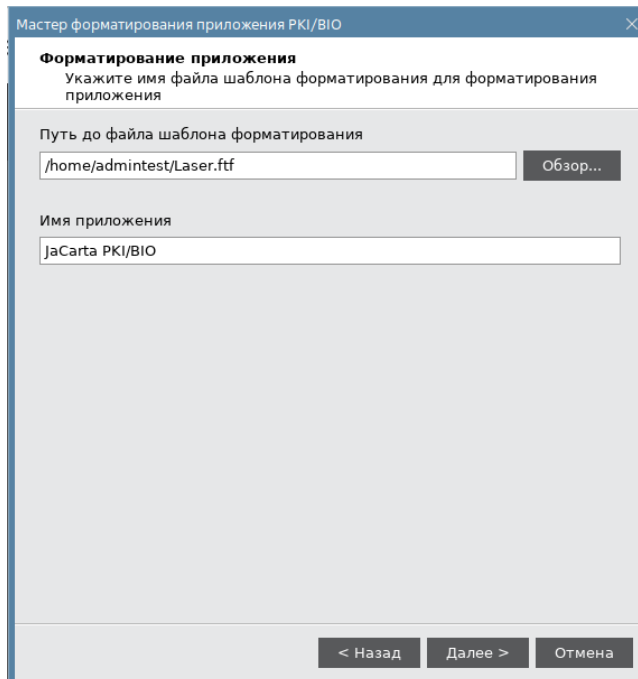 Мастер форматирования приложения PKI/BIO
Форматирование приложения
Укажите имя файла шаблона форматирования для форматирования
приложения
Путь до файла шаблона форматирования
/home/admintest/Laser.ftf
Обзор...
Имя приложения
JaCarta PKI/BIO
< Назад
Далее >
Отмена